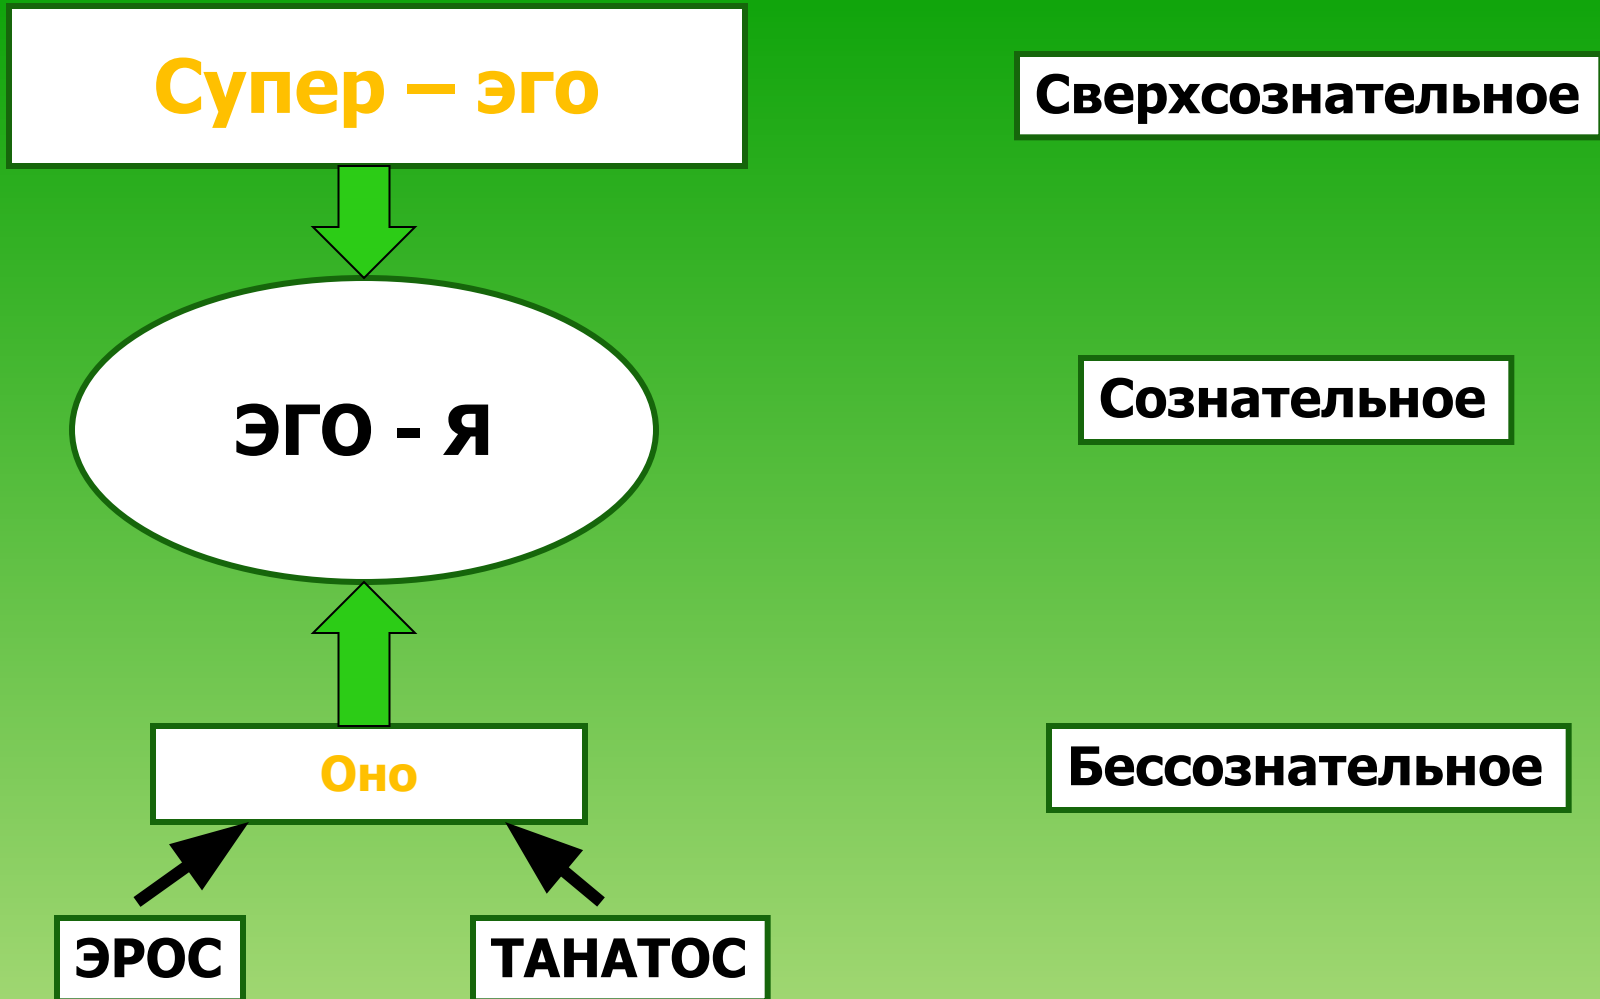 Супер – эго
Сверхсознательное
ЭГО - Я
Сознательное
Оно
Бессознательное
ЭРОС
ТАНАТОС